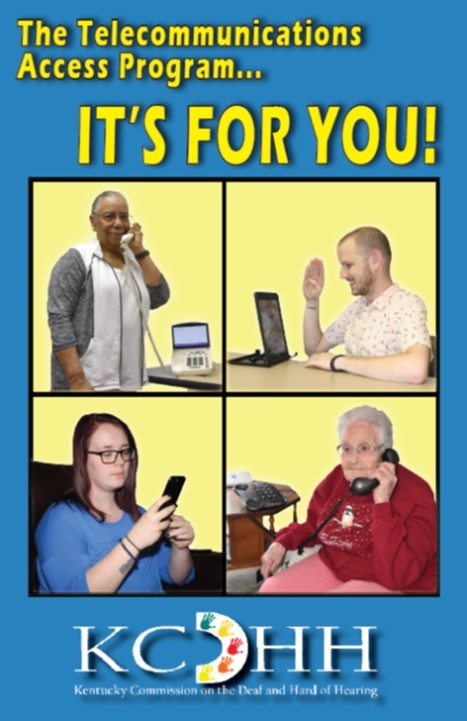 The Telecommunications
Access Program...
IT'S FOR YOU!
KCDHH
Kentucky Commission on the Deaf and Hard of Hearing